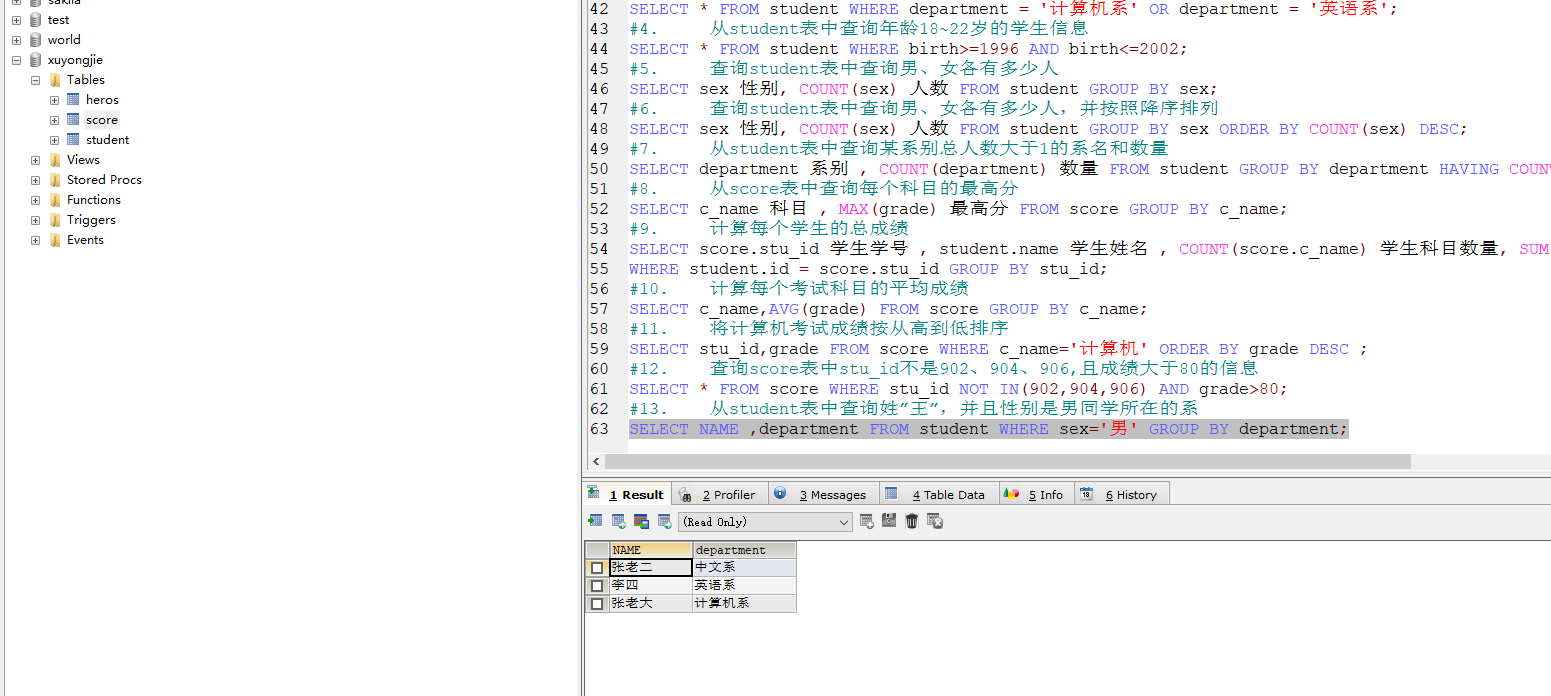 sakila
test
world
xuyongjie
Tables
heros
score
student
Views
Stored Procs
Functions
Triggers
Events
42 SELECT * FROM student WHERE department = '计算机系' OR department = '英语系';
43 #4. 从student表中查询年龄18~22岁的学生信息
44 SELECT * FROM student WHERE birth>=1996 AND birth<=2002;
45 #5. 查询student表中查询男、女各有多少人
46 SELECT sex 性别, COUNT(sex) 人数 FROM student GROUP BY sex;
47 #6. 查询student表中查询男、女各有多少人，并按照降序排列
48 SELECT sex 性别, COUNT(sex) 人数 FROM student GROUP BY sex ORDER BY COUNT(sex) DESC;
49 #7. 从student表中查询某系别总人数大于1的系名和数量
50 SELECT department 系别 , COUNT(department) 数量 FROM student GROUP BY department HAVING COUN
51 #8. 从score表中查询每个科目的最高分
52 SELECT c_name 科目 , MAX(grade) 最高分 FROM score GROUP BY c_name;
53 #9. 计算每个学生的总成绩
54 SELECT score.stu_id 学生学号 , student.name 学生姓名 , COUNT(score.c_name) 学生科目数量, SUM
55 WHERE student.id = score.stu_id GROUP BY stu_id;
56 #10. 计算每个考试科目的平均成绩
57 SELECT c_name,AVG(grade) FROM score GROUP BY c_name;
58 #11. 将计算机考试成绩按从高到低排序
59 SELECT stu_id,grade FROM score WHERE c_name='计算机' ORDER BY grade DESC ;
60 #12. 查询score表中stu_id不是902、904、906,且成绩大于80的信息
61 SELECT * FROM score WHERE stu_id NOT IN(902,904,906) AND grade>80;
62 #13. 从student表中查询姓”王”，并且性别是男同学所在的系
63 SELECT NAME ,department FROM student WHERE sex='男' GROUP BY department;
1 Result 2 Profiler 3 Messages 4 Table Data 5 Info 18 6 History
(Read Only)
NAME department
张老二 中文系
李四 英语系
张老大 计算机系